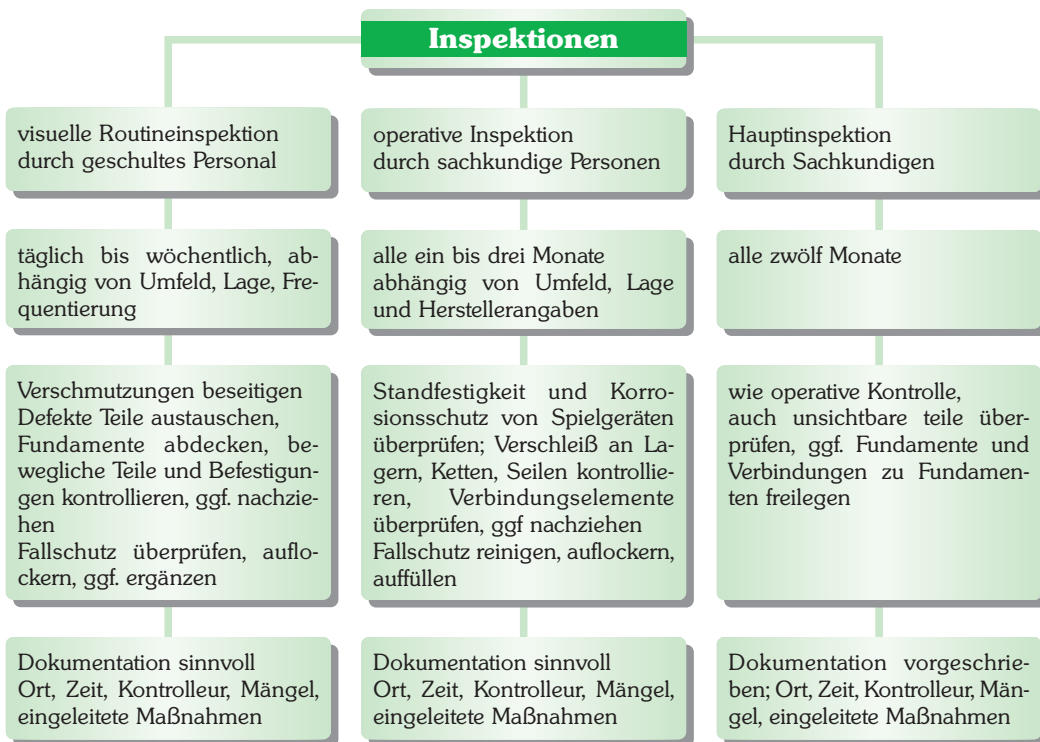 Inspektionen
visuelle Routineinspektion
durch geschultes Personal
täglich bis wöchentlich, ab-
hängig von Umfeld, Lage, Fre-
quentierung
Verschmutzungen beseitigen
Defekte Teile austauschen,
Fundamente abdecken, be-
wegliche Teile und Befestigun-
gen kontrollieren, ggf. nachzie-
hen
Fallschutz überprüfen, auflo-
ckern, ggf. ergänzen
Dokumentation sinnvoll
Ort, Zeit, Kontrolleur, Mängel,
eingeleitete Maßnahmen
operative Inspektion
durch sachkundige Personen
alle ein bis drei Monate
abhängig von Umfeld, Lage
und Herstellerangaben
Standfestigkeit und Korro-
sionsschutz von Spielgeräten
überprüfen; Verschleiß an La-
gern, Ketten, Seilen kontrollie-
ren, Verbindungselemente
überprüfen, ggf nachziehen
Fallschutz reinigen, auflockern,
auffüllen
Dokumentation sinnvoll
Ort, Zeit, Kontrolleur, Mängel,
eingeleitete Maßnahmen
Hauptinspektion
durch Sachkundigen
alle zwölf Monate
wie operative Kontrolle,
auch unsichtbare teile über-
prüfen, ggf. Fundamente und
Verbindungen zu Fundamen-
ten freilegen
Dokumentation vorgeschrie-
ben; Ort, Zeit, Kontrolleur, Män-
gel, eingeleitete Maßnahmen